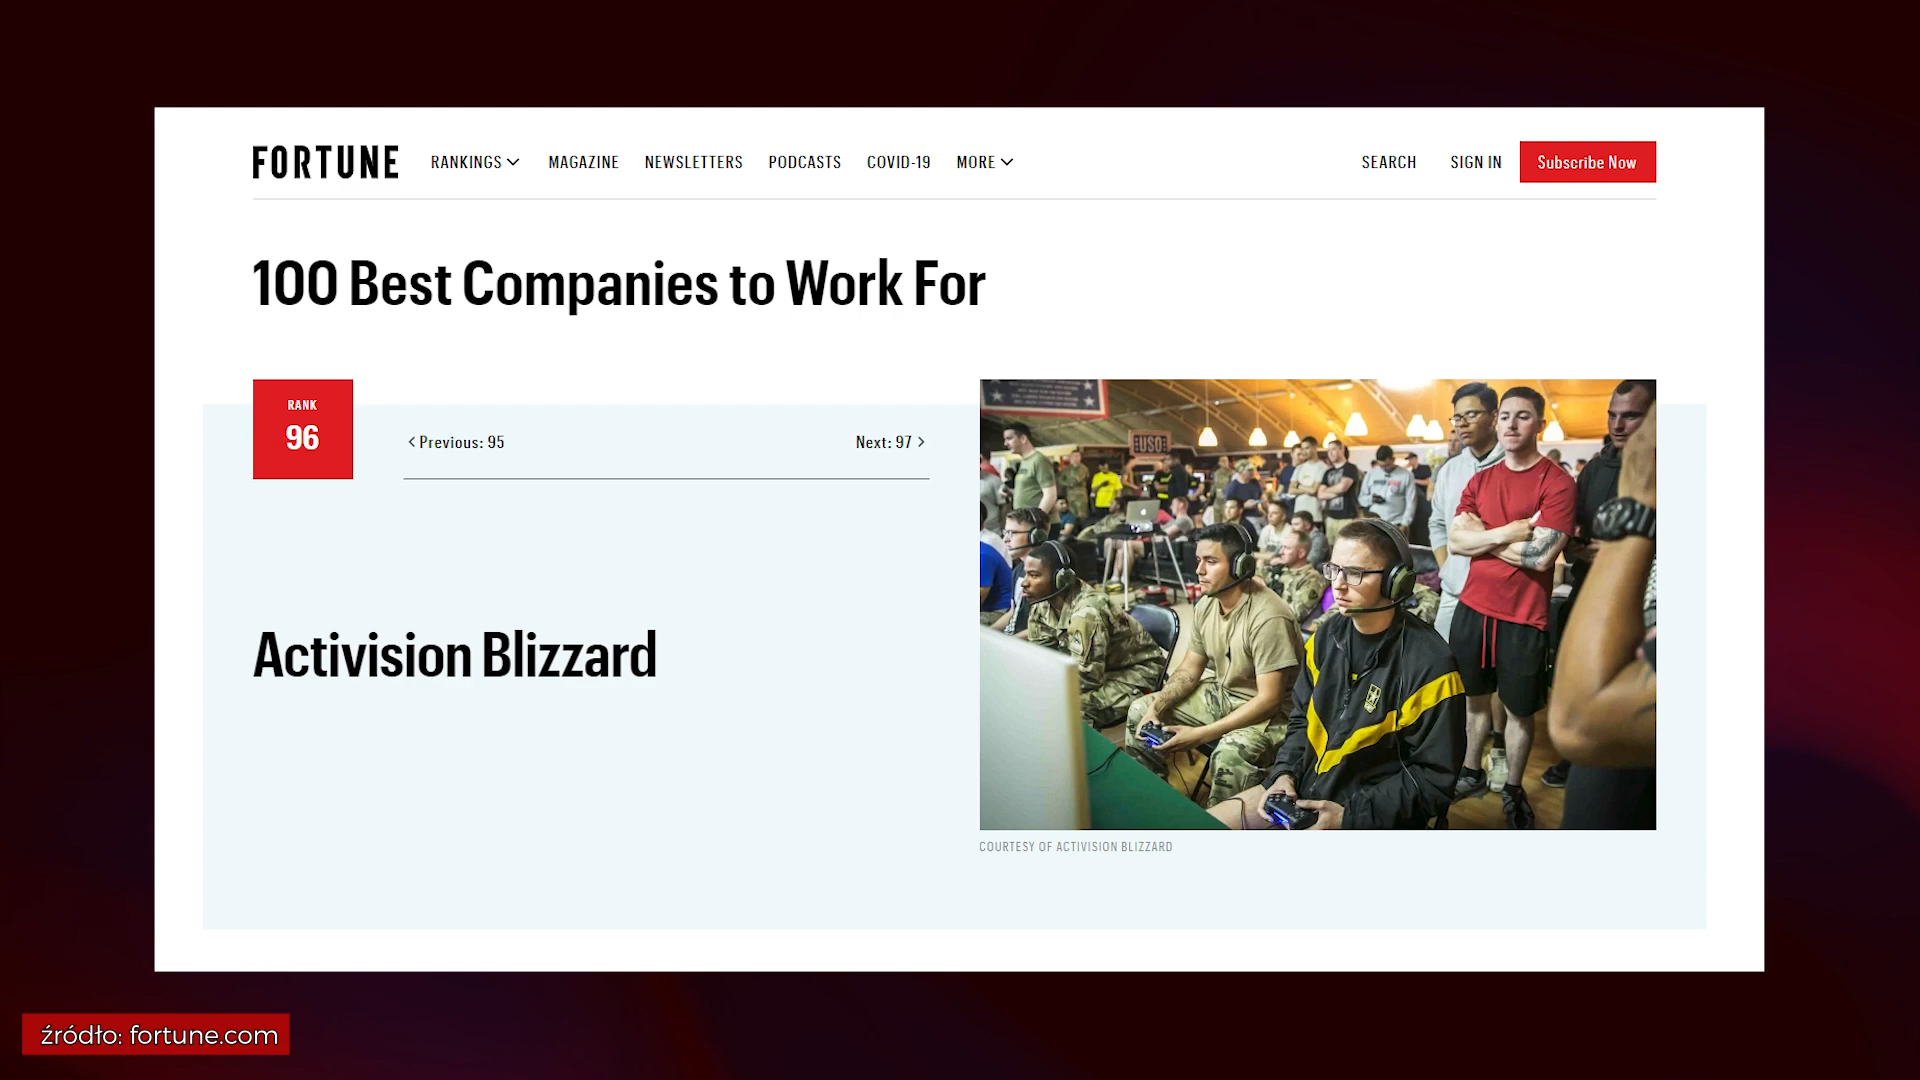 FORTUNE
RANKINGS
MAGAZINE
NEWSLETTERS
PODCASTS
COVID-19
MORE
SEARCH
SIGN IN
Subscribe Now
100 Best Companies to Work For
RANK
96
Previous: 95
Next: 97
USO
Activision Blizzard
COURTESY OF ACTIVISION BLIZZARD
źródło: fortune.com